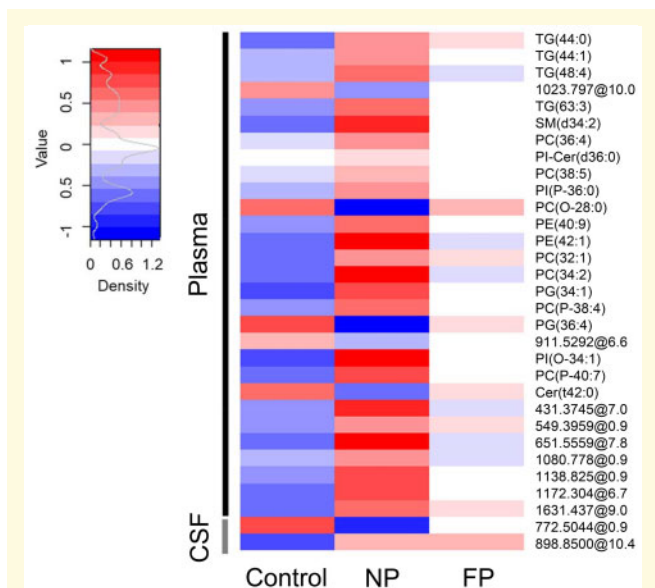 1
0.5
0
0.5
-1
Value
0 0.6 1.2
Density
Plasma
CSF
TG(44:0)
TG(44:1)
TG(48:4)
1023.797@10.0
TG(63:3)
SM(d34:2)
PC(36:4)
PI-Cer(d36:0)
PC(38:5)
PI(P-36:0)
PC(O-28:0)
PE(40:9)
PE(42:1)
PC(32:1)
PC(34:2)
PG(34:1)
PC(P-38:4)
PG(36:4)
911.5292@6.6
PI(O-34:1)
PC(P-40:7)
Cer(t42:0)
431.3745@7.0
549.3959@0.9
651.5559@7.8
1080.778@0.9
1138.825@0.9
1172.304@6.7
1631.437@9.0
772.5044@0.9
898.8500@10.4
Control NP FP